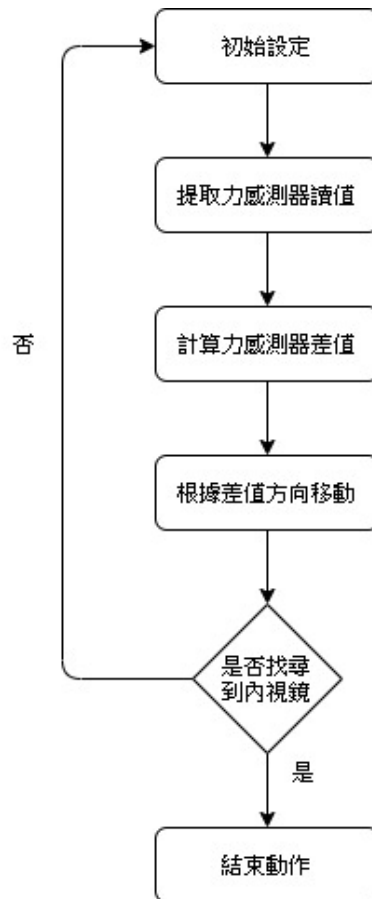 初始設定
提取力感測器讀值
計算力感測器差值
否
根據差值方向移動
是否找尋
到內視鏡
是
結束動作